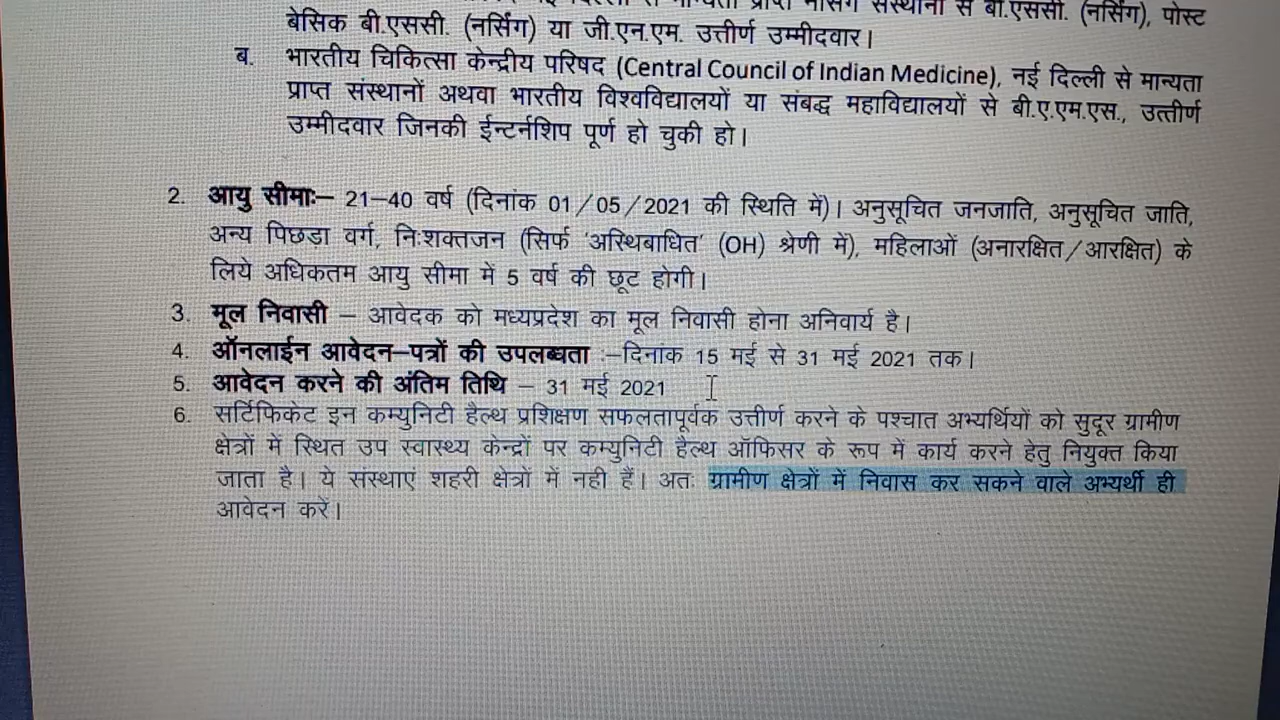 मान्यता प्राप्त नर्सिंग संस्थानों से बी.एससी. (नर्सिंग), पोस्ट
बेसिक बी.एससी. (नर्सिंग) या जी.एन.एम. उत्तीर्ण उम्मीदवार।
ब. भारतीय चिकित्सा केन्द्रीय परिषद (Central Council of Indian Medicine), नई दिल्ली से मान्यता
प्राप्त संस्थानों अथवा भारतीय विश्वविद्यालयों या संबद्ध महाविद्यालयों से बी.ए.एम.एस., उत्तीर्ण
उम्मीदवार जिनकी ईन्टर्नशिप पूर्ण हो चुकी हो।
2. आयु सीमाः– 21–40 वर्ष (दिनांक 01/05/2021 की स्थिति में)। अनुसूचित जनजाति, अनुसूचित जाति,
अन्य पिछडा वर्ग, निःशक्तजन (सिर्फ 'अस्थिबाधित' (OH) श्रेणी में), महिलाओं (अनारक्षित/आरक्षित) के
लिये अधिकतम आयु सीमा में 5 वर्ष की छूट होगी।
3. मूल निवासी – आवेदक को मध्यप्रदेश का मूल निवासी होना अनिवार्य है।
4. ऑनलाईन आवेदन–पत्रों की उपलब्धता :–दिनांक 15 मई से 31 मई 2021 तक।
5. आवेदन करने की अंतिम तिथि – 31 मई 2021
6. सर्टिफिकेट इन कम्युनिटी हैल्थ प्रशिक्षण सफलतापूर्वक उत्तीर्ण करने के पश्चात अभ्यर्थियों को सुदूर ग्रामीण
क्षेत्रों में स्थित उप स्वास्थ्य केन्द्रों पर कम्युनिटी हैल्थ ऑफिसर के रूप में कार्य करने हेतु नियुक्त किया
जाता है। ये संस्थाएं शहरी क्षेत्रों में नही हैं। अतः ग्रामीण क्षेत्रों में निवास कर सकने वाले अभ्यर्थी ही
आवेदन करें।